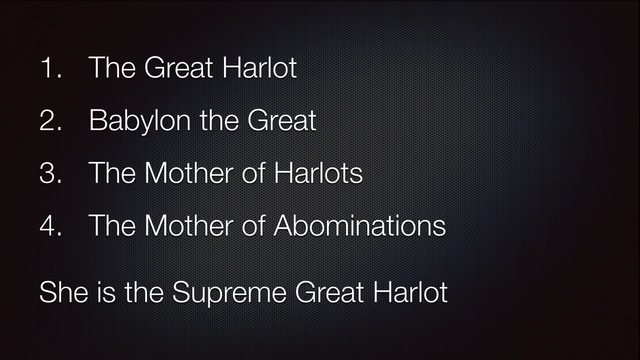 1. The Great Harlot
2. Babylon the Great
3. The Mother of Harlots
4. The Mother of Abominations
She is the Supreme Great Harlot